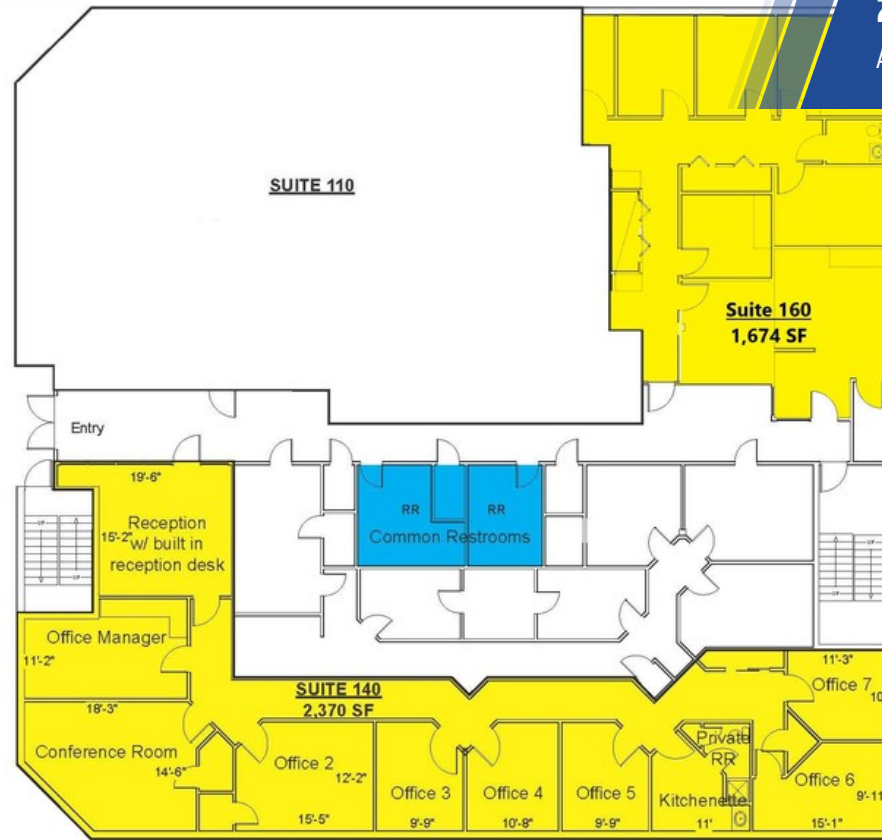 SUITE 110
Suite 160
1,674 SF
Entry
19'-6"
Reception
15'-2"
w/ built in
reception desk
RR
RR
Common Restrooms
UP
UP
Office Manager
11'-2"
18'-3"
Conference Room
14'-6"
SUITE 140
2,370 SF
Office 2
12'-2"
15'-5"
Office 3
9'-9"
Office 4
10'-8"
Office 5
9'-9"
Private
RR
Kitchenette
11'
11'-3"
Office 7
Office 6
15'-1"